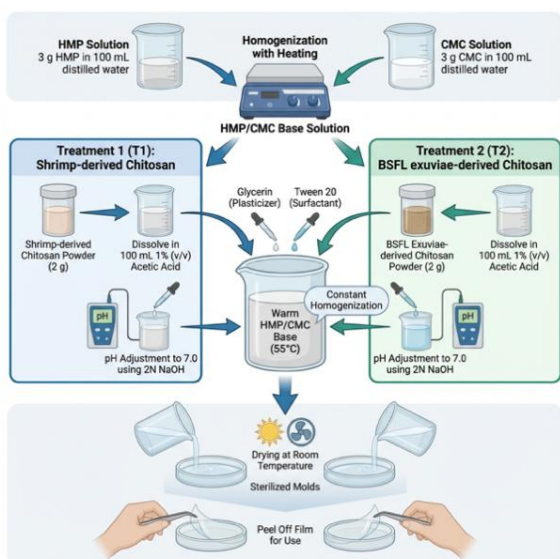 HMP Solution
3 g HMP in 100 mL
distilled water
Homogenization
with Heating
CMC Solution
3 g CMC in 100 mL
distilled water
HMP/CMC Base Solution
Treatment 1 (T1):
Shrimp-derived Chitosan
Shrimp-derived
Chitosan Powder
(2 g)
Dissolve in
100 mL 1% (v/v)
Acetic Acid
pH
pH Adjustment to 7.0
using 2N NaOH
Glycerin
(Plasticizer)
Tween 20
(Surfactant)
Constant
Homogenization
Warm
HMP/CMC
Base
(55°C)
Treatment 2 (T2):
BSFL exuviae-derived Chitosan
BSFL Exuviae-
derived Chitosan
Powder (2 g)
Dissolve in
100 mL 1% (v/v)
Acetic Acid
pH
pH Adjustment to 7.0
using 2N NaOH
Drying at Room
Temperature
Sterilized Molds
Peel Off Film
for Use